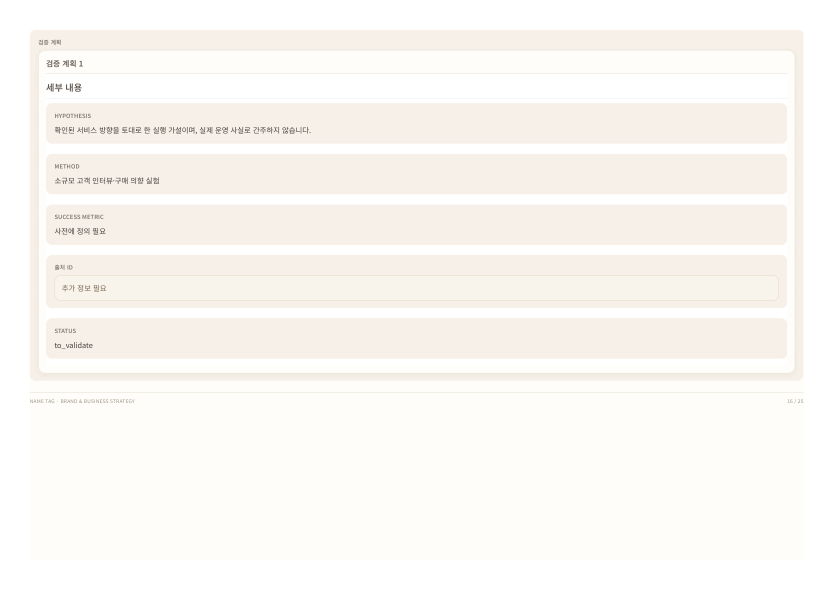 검증 계획
검증 계획 1
세부 내용
HYPOTHESIS
확인된 서비스 방향을 토대로 한 실행 가설이며, 실제 운영 사실로 간주하지 않습니다.
METHOD
소규모 고객 인터뷰·구매 의향 실험
SUCCESS METRIC
사전에 정의 필요
출처 ID
추가 정보 필요
STATUS
to_validate
NAME TAG · BRAND & BUSINESS STRATEGY
16 / 20